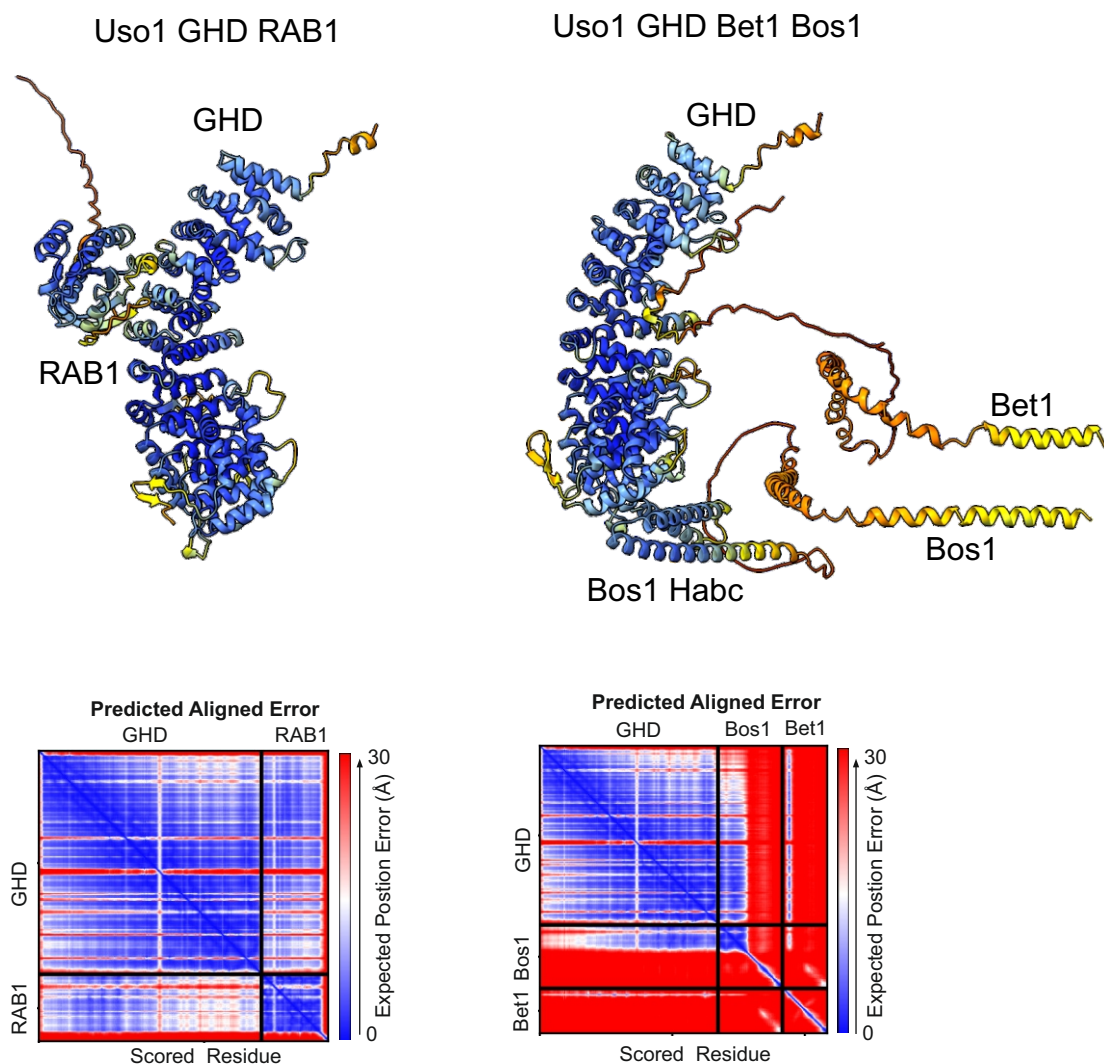 Uso1 GHD RAB1
Uso1 GHD Bet1 Bos1
GHD
RAB1
GHD
Bet1
Bos1
Bos1 Habc
Predicted Aligned Error
GHD RAB1
GHD
RAB1
30
Expected Postion Error (Å)
0
Scored Residue
Predicted Aligned Error
GHD Bos1 Bet1
GHD
Bos1
Bet1
30
Expected Postion Error (Å)
0
Scored Residue